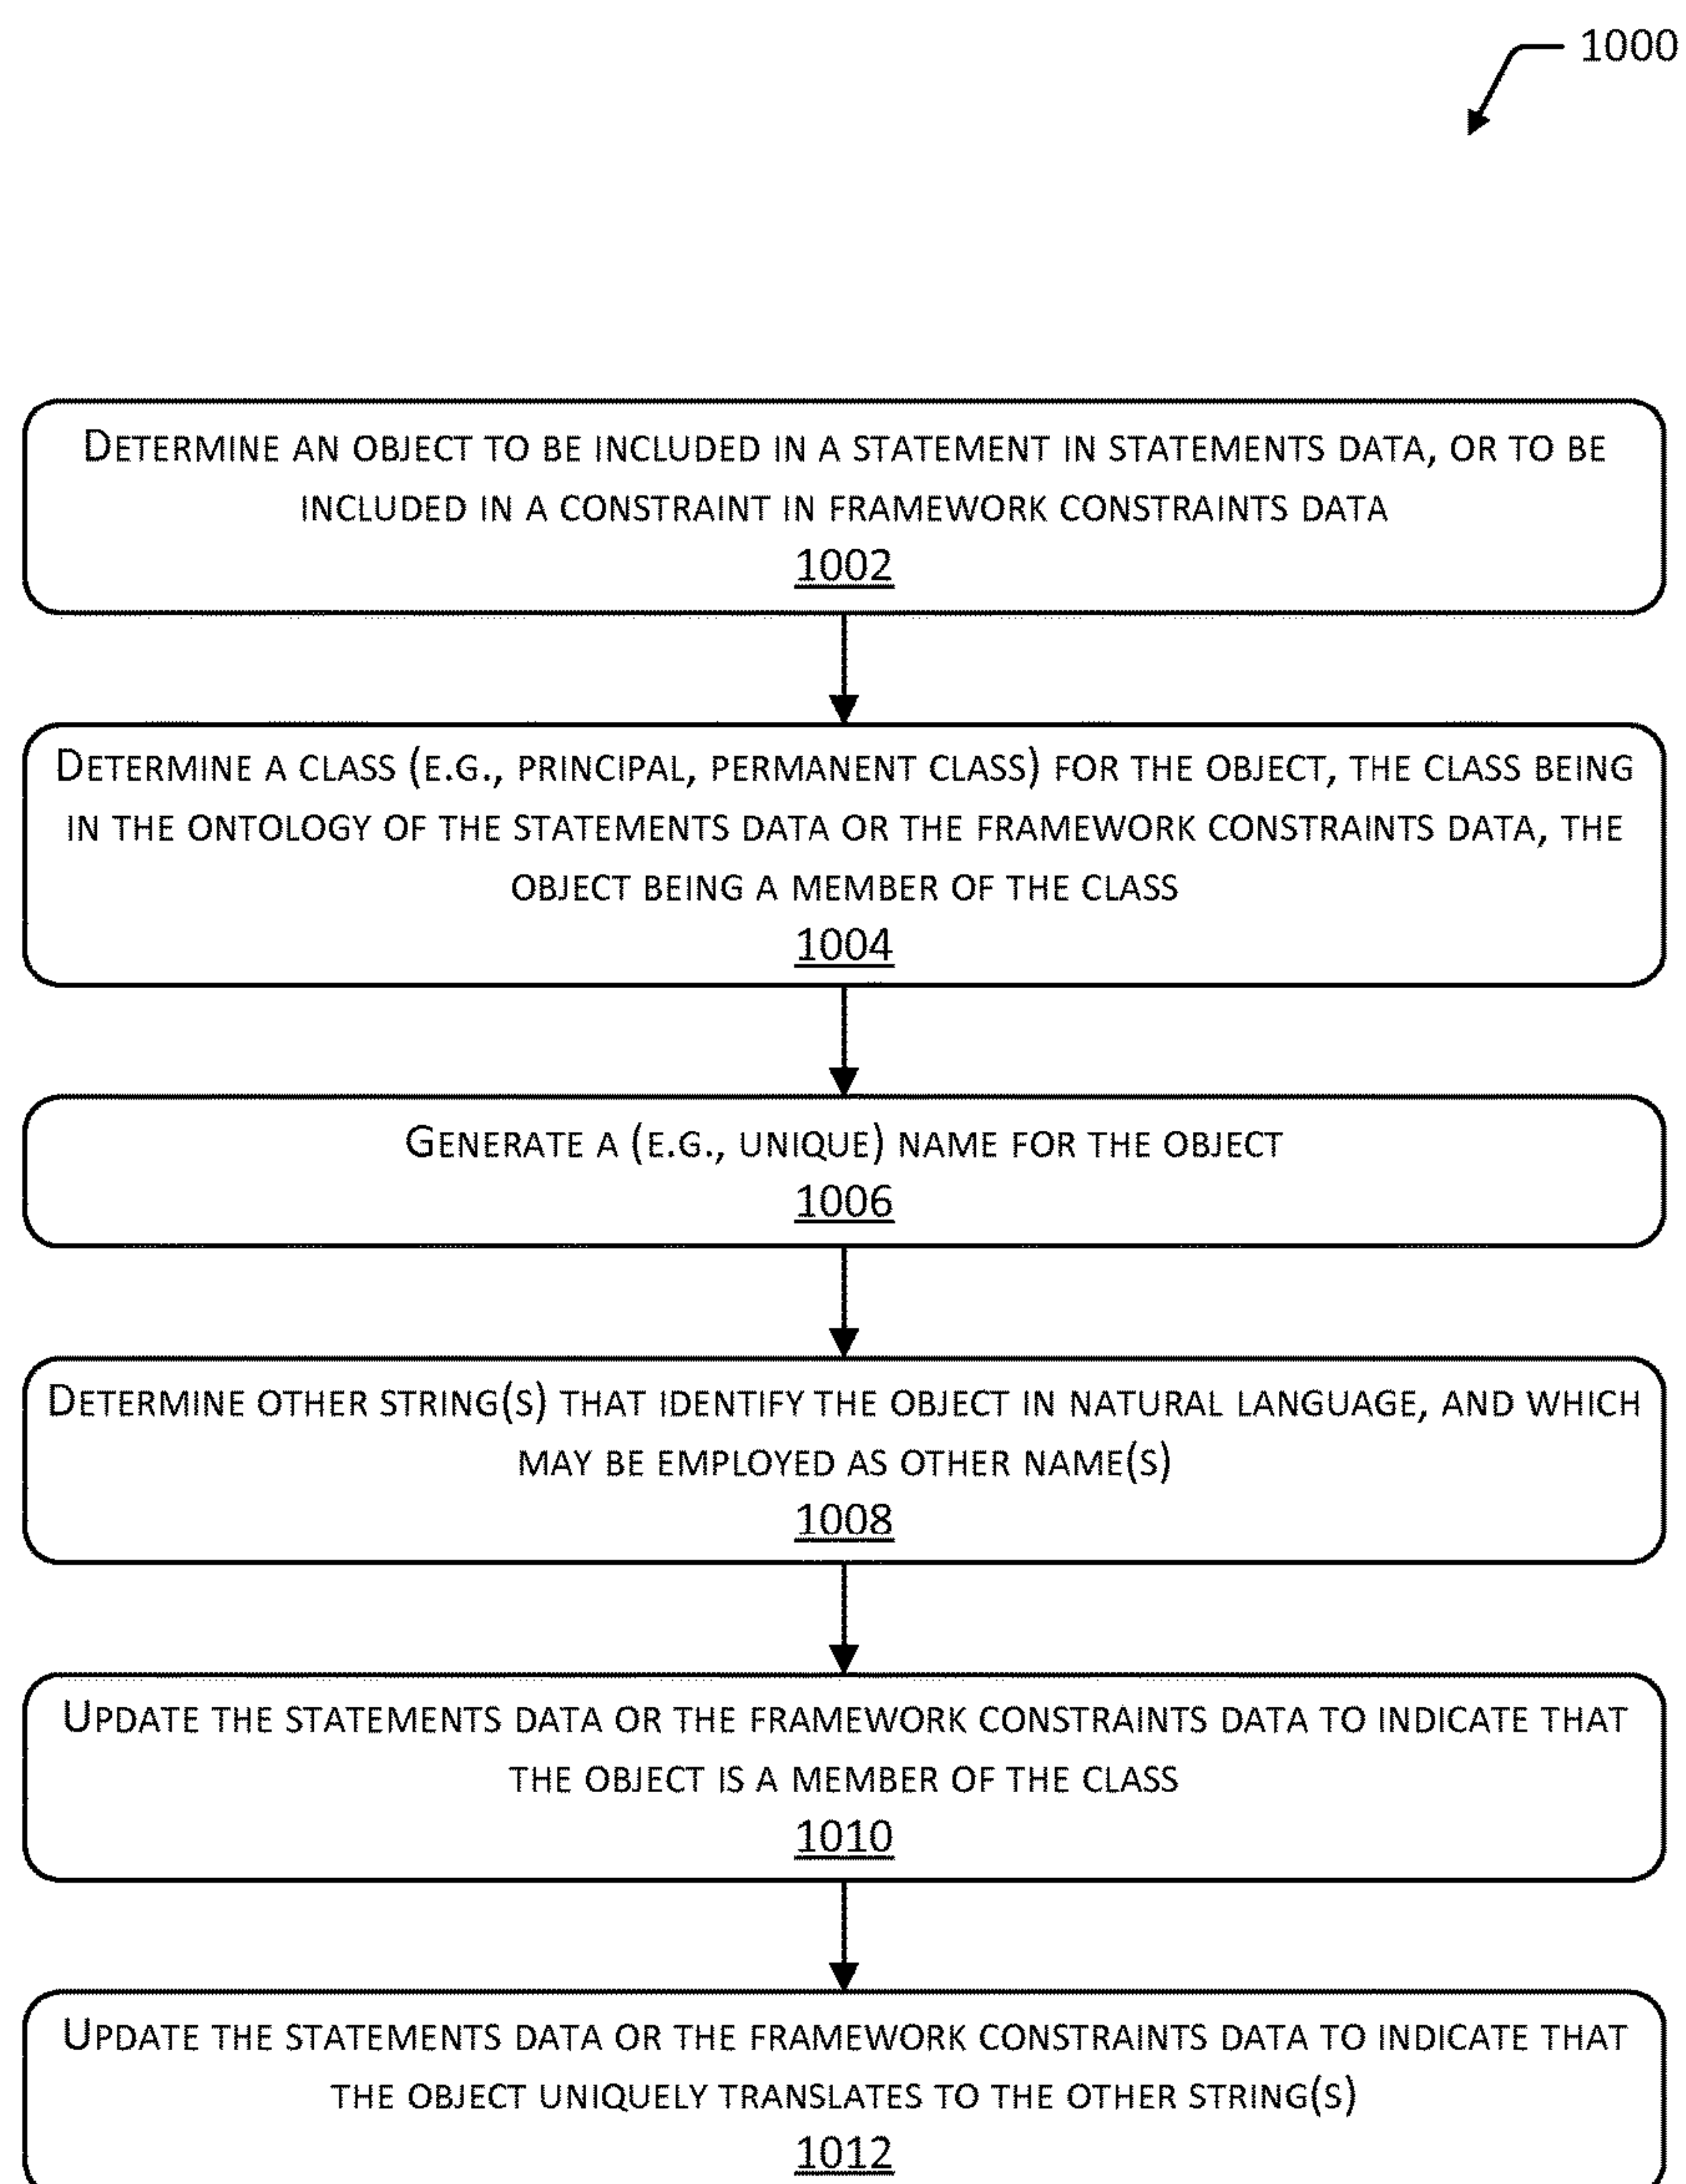 1000
DETERMINE AN OBJECT TO BE INCLUDED IN A STATEMENT IN STATEMENTS DATA, OR TO BE
INCLUDED IN A CONSTRAINT IN FRAMEWORK CONSTRAINTS DATA
1002
DETERMINE A CLASS (E.G., PRINCIPAL, PERMANENT CLASS) FOR THE OBJECT, THE CLASS BEING
IN THE ONTOLOGY OF THE STATEMENTS DATA OR THE FRAMEWORK CONSTRAINTS DATA, THE
OBJECT BEING A MEMBER OF THE CLASS
1004
GENERATE A (E.G., UNIQUE) NAME FOR THE OBJECT
1006
DETERMINE OTHER STRING(S) THAT IDENTIFY THE OBJECT IN NATURAL LANGUAGE, AND WHICH
MAY BE EMPLOYED AS OTHER NAME(S)
1008
UPDATE THE STATEMENTS DATA OR THE FRAMEWORK CONSTRAINTS DATA TO INDICATE THAT
THE OBJECT IS A MEMBER OF THE CLASS
1010
UPDATE THE STATEMENTS DATA OR THE FRAMEWORK CONSTRAINTS DATA TO INDICATE THAT
THE OBJECT UNIQUELY TRANSLATES TO THE OTHER STRING(S)
1012